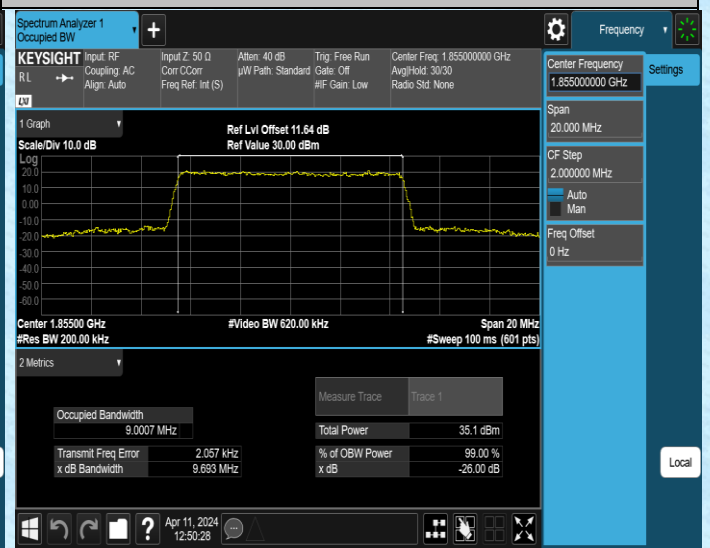 Spectrum Analyzer 1
Occupied BW
+
Frequency
KEYSIGHT
RL
LXI
Input: RF
Coupling: AC
Align: Auto
Input Z: 50 Ω
Corr CCorr
Freq Ref: Int (S)
Atten: 40 dB
µW Path: Standard
Trig: Free Run
Gate: Off
#IF Gain: Low
Center Freq: 1.855000000 GHz
Avg|Hold: 30/30
Radio Std: None
Center Frequency
1.855000000 GHz
Settings
Span
20.000 MHz
CF Step
2.000000 MHz
Auto
Man
Freq Offset
0 Hz
1 Graph
Scale/Div 10.0 dB
Ref Lvl Offset 11.64 dB
Ref Value 30.00 dBm
Log
20.0
10.0
0.00
-10.0
-20.0
-30.0
-40.0
-50.0
-60.0
Center 1.85500 GHz
#Video BW 620.00 kHz
Span 20 MHz
#Res BW 200.00 kHz
#Sweep 100 ms (601 pts)
2 Metrics
Measure Trace
Trace 1
Occupied Bandwidth
9.0007 MHz
Total Power
35.1 dBm
Transmit Freq Error
2.057 kHz
% of OBW Power
99.00 %
x dB Bandwidth
9.693 MHz
x dB
-26.00 dB
Local
?
Apr 11, 2024
12:50:28